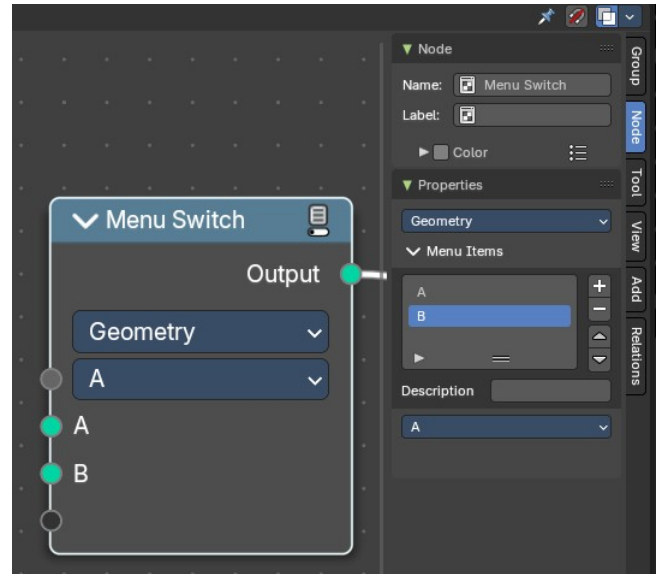 Menu Switch
Output
Geometry
A
A
B
Node
Name: Menu Switch
Label:
Color
Properties
Geometry
Menu Items
A
B
Description
A
Group
Node
Tool
View
Add
Relations